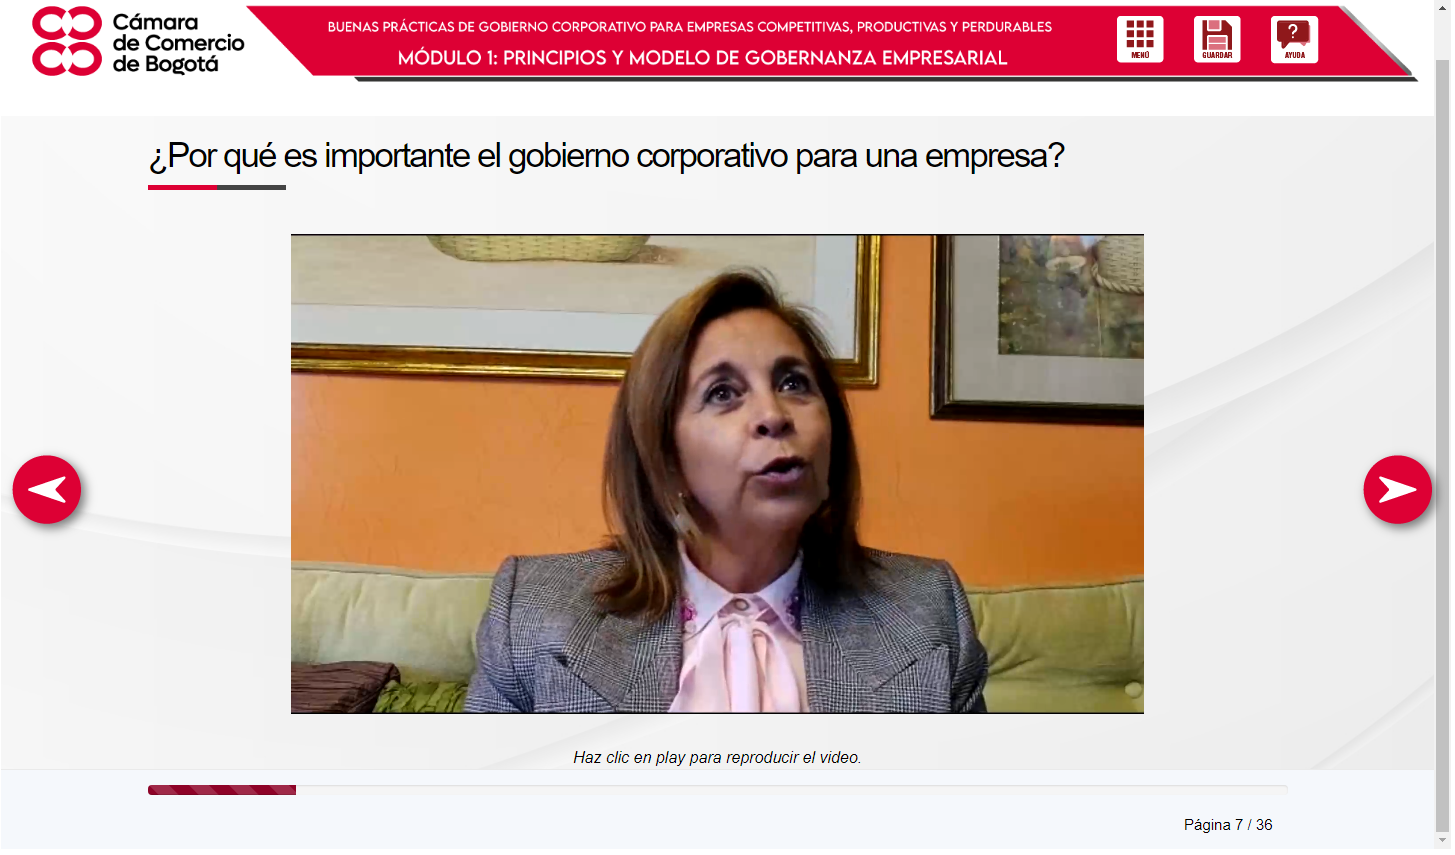 Cámara
de Comercio
de Bogotá
BUENAS PRÁCTICAS DE GOBIERNO CORPORATIVO PARA EMPRESAS COMPETITIVAS, PRODUCTIVAS Y PERDURABLES
MÓDULO 1: PRINCIPIOS Y MODELO DE GOBERNANZA EMPRESARIAL
MENÚ
GUARDAR
?
AYUDA
¿Por qué es importante el gobierno corporativo para una empresa?
Haz clic en play para reproducir el video.
Página 7 / 36